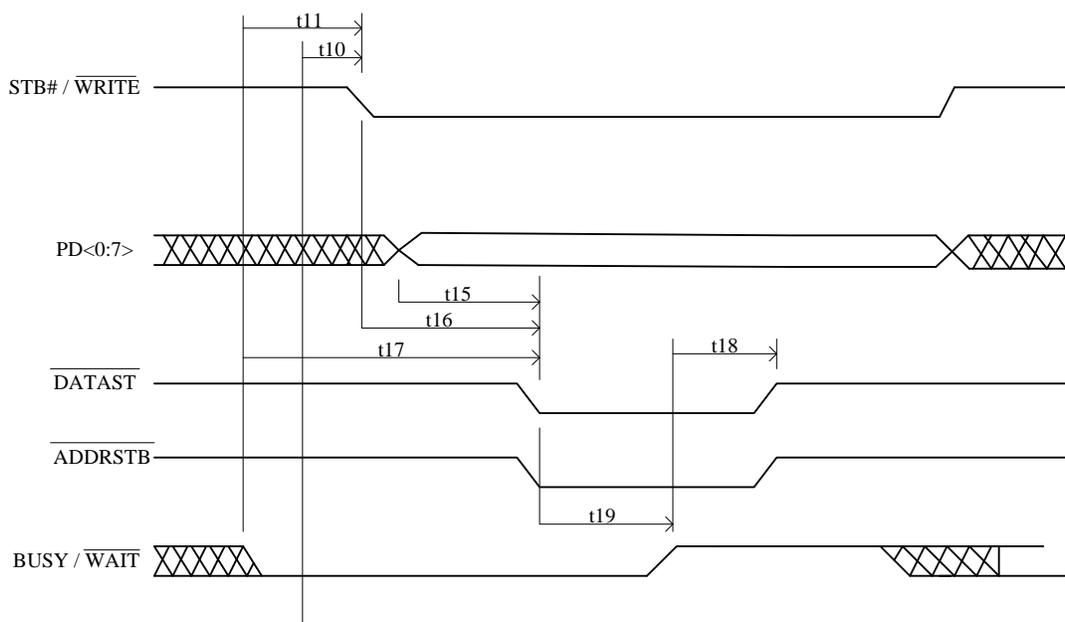 t11
t10
STB# / WRITE
PD<0:7>
t15
t16
t17
t18
DATAST
ADDRSTB
t19
BUSY / WAIT